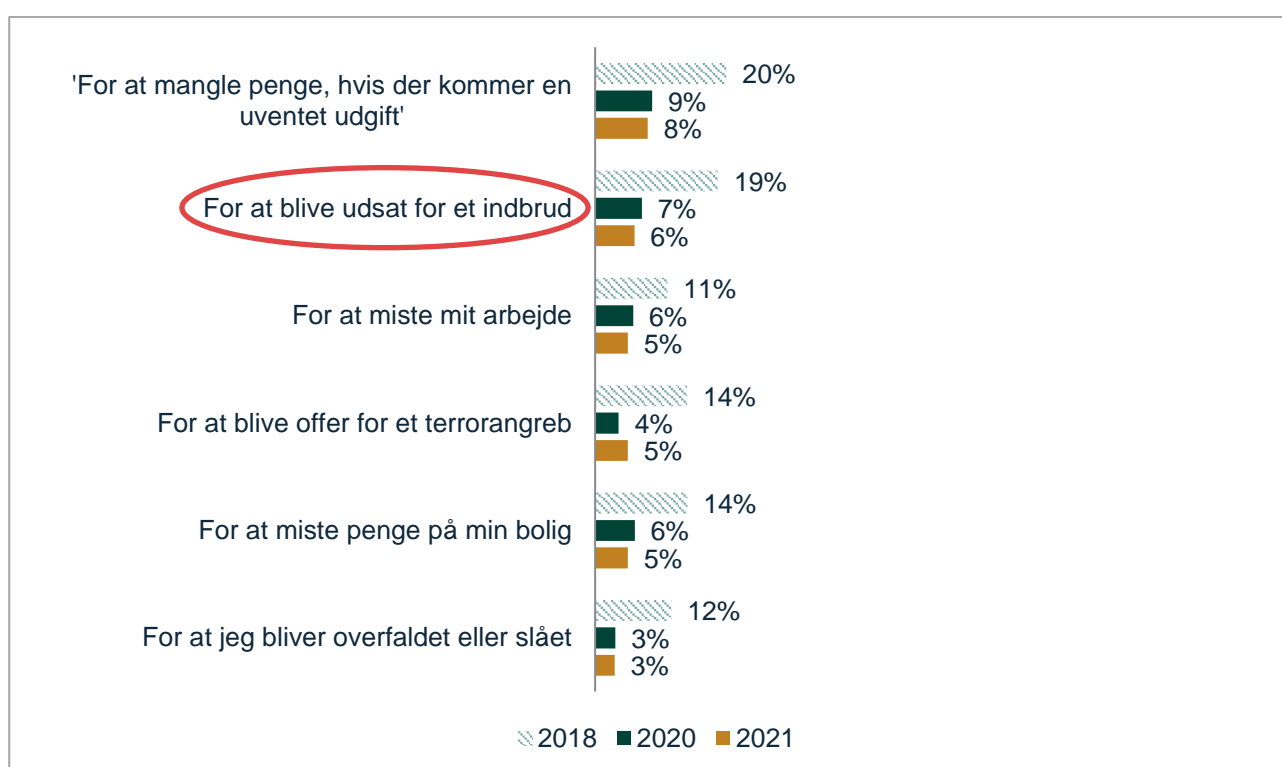 'For at mangle penge, hvis der kommer en
uventet udgift'
20%
9%
8%
For at blive udsat for et indbrud
19%
7%
6%
For at miste mit arbejde
11%
6%
5%
For at blive offer for et terrorangreb
14%
4%
5%
For at miste penge på min bolig
14%
6%
5%
For at jeg bliver overfaldet eller slået
12%
3%
3%
2018 2020 2021